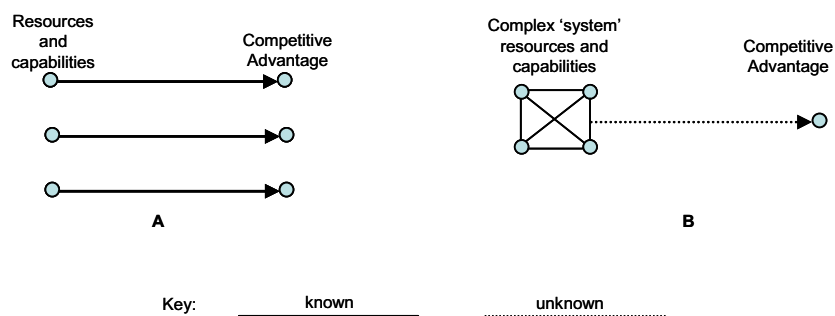 Resources
and
capabilities
Competitive
Advantage
A
Complex ‘system’
resources and
capabilities
Competitive
Advantage
B
Key:
known
unknown